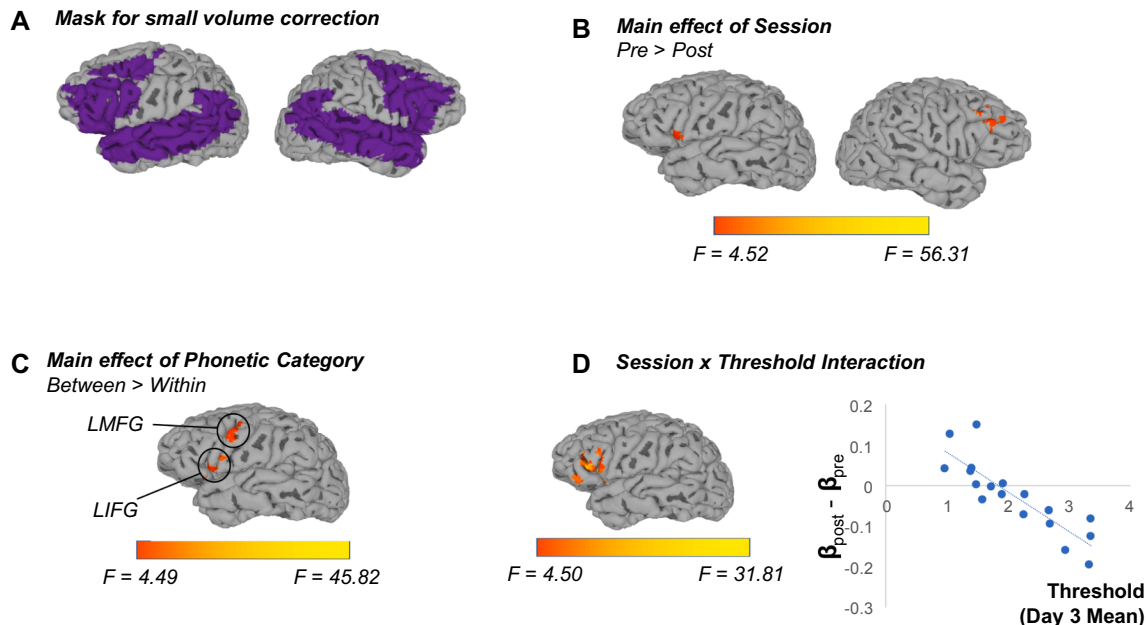 A Mask for small volume correction
B Main effect of Session
Pre > Post
F = 4.52 F = 56.31
C Main effect of Phonetic Category
Between > Within
LMFG
LIFG
F = 4.49 F = 45.82
D Session x Threshold Interaction
F = 4.50 F = 31.81
βpost - βpre
0.2
0.1
0
-0.1
-0.2
-0.3
0 1 2 3 4
Threshold
(Day 3 Mean)